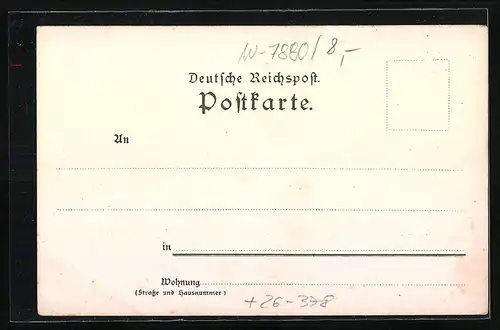 W-7880/8,-
Deutsche Reichspost.
Postkarte.
An
in
Wohnung
(Straße und Hausnummer)
+26-378